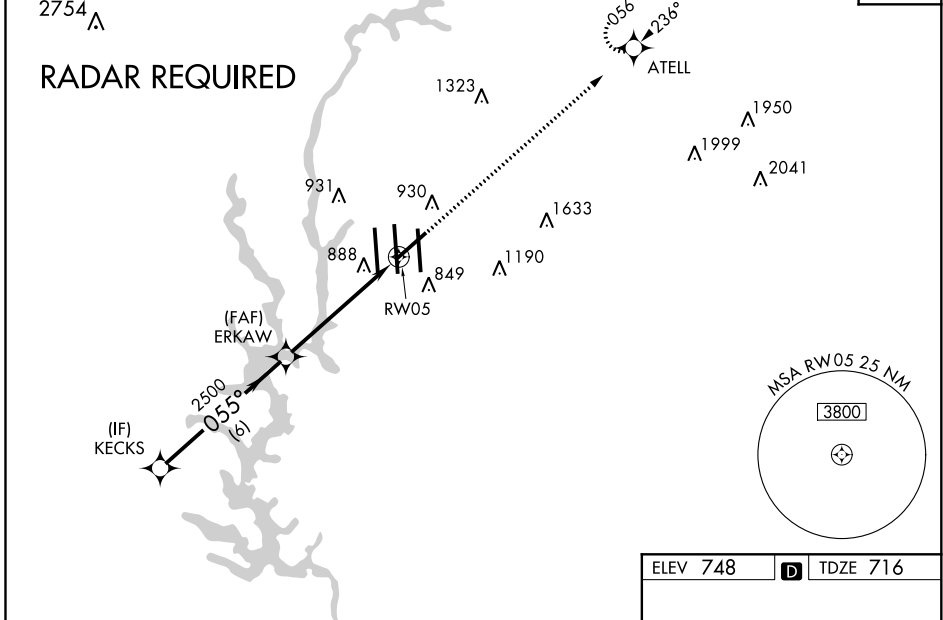 2754
RADAR REQUIRED
056
236°
ATELL
1323
1950
1999
2041
931
930
1633
888
849
1190
RW05
(FAF)
ERKAW
2500
055°
(6)
(IF)
KECKS
MSA RW05 25 NM
3800
ELEV 748 D TDZE 716